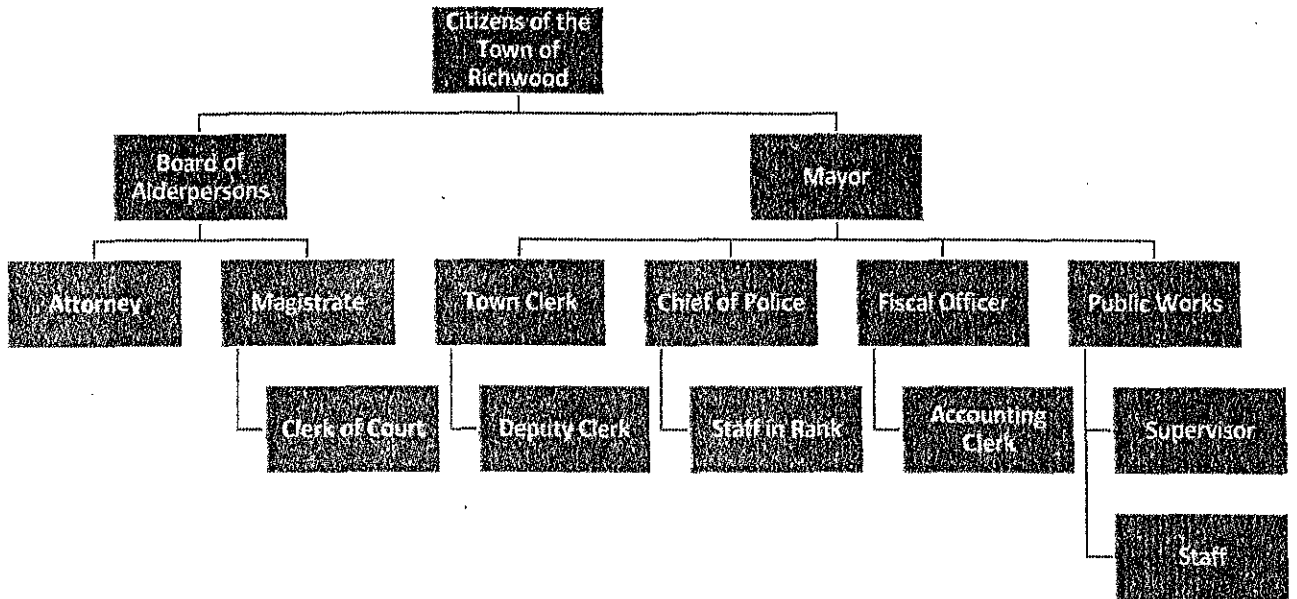 Citizens of the
Town of
Richwood
Board of
Alderpersons
Mayor
Attorney
Magistrate
Town Clerk
Chief of Police
Fiscal Officer
Public Works
Clerk of Court
Deputy Clerk
Staff in Rank
Accounting
Clerk
Supervisor
Staff